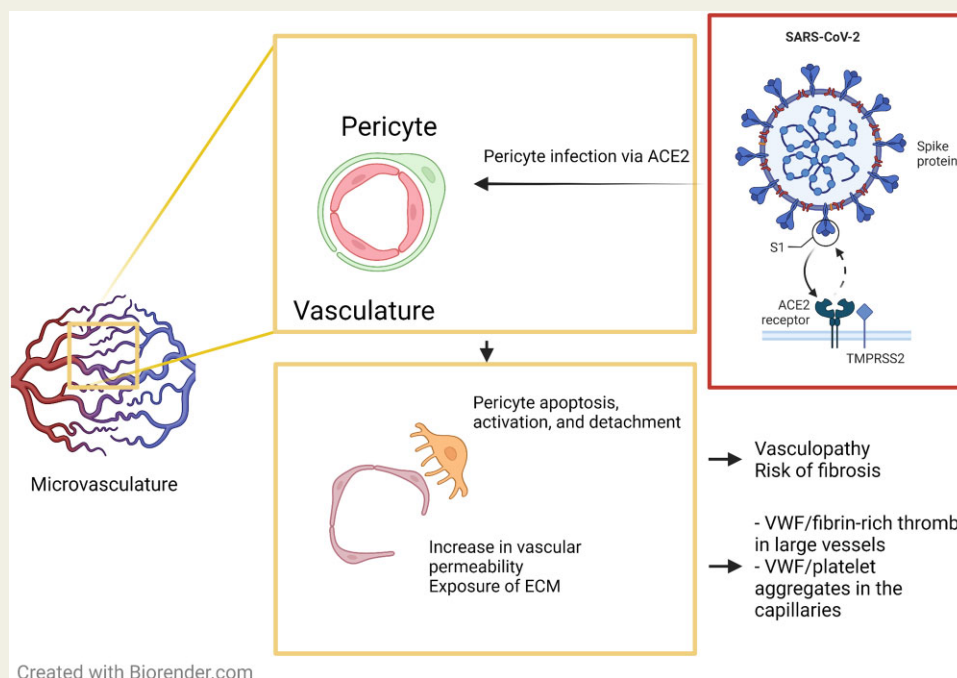 SARS-CoV-2
Pericyte
Pericyte infection via ACE2
Spike
protein
S1
Vasculature
ACE2
receptor
TMPRSS2
Microvasculature
Pericyte apoptosis,
activation, and detachment
Increase in vascular
permeability
Exposure of ECM
Vasculopathy
Risk of fibrosis
- VWF/fibrin-rich thromb
in large vessels
- VWF/platelet
aggregates in the
capillaries
Created with Biorender.com